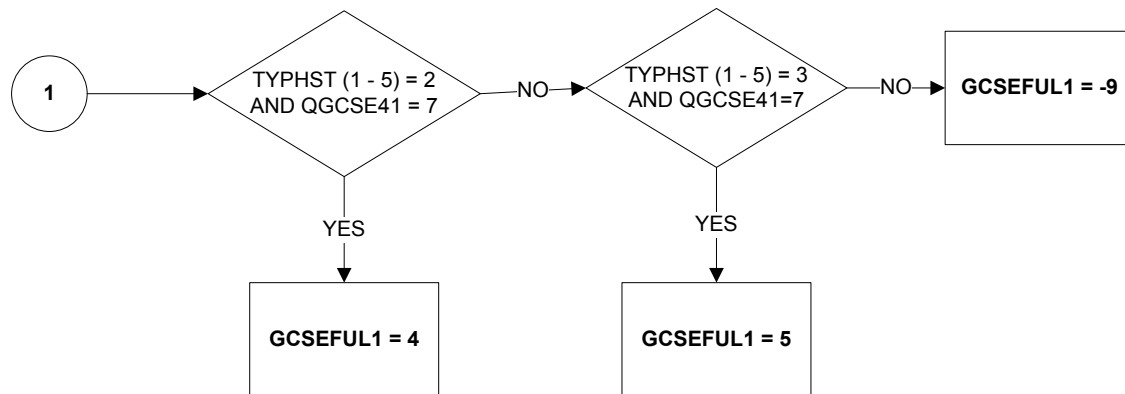 1
TYPHST (1 - 5) = 2
AND QGCSE41 = 7
NO
TYPHST (1 - 5) = 3
AND QGCSE41=7
NO
GCSEFUL1 = -9
YES
YES
GCSEFUL1 = 4
GCSEFUL1 = 5